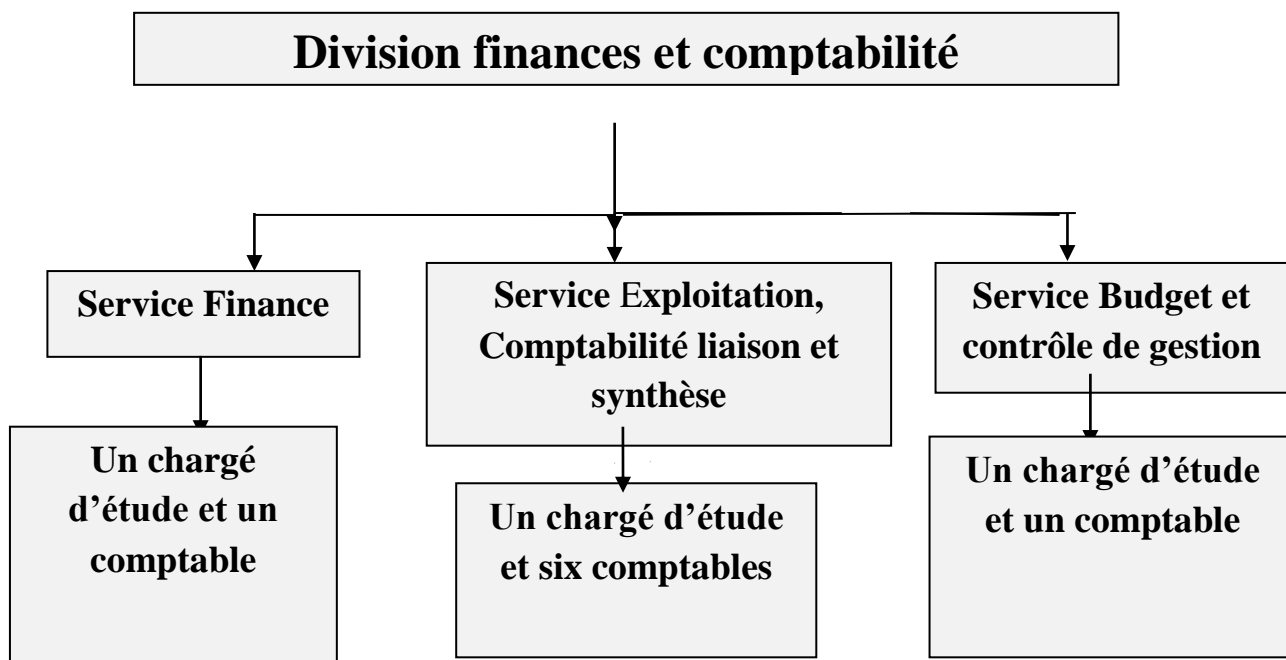 Division finances et comptabilité
Service Finance
Service Exploitation,
Comptabilité liaison et
synthèse
Service Budget et
contrôle de gestion
Un chargé
d’étude et un
comptable
Un chargé d’étude
et six comptables
Un chargé d’étude
et un comptable